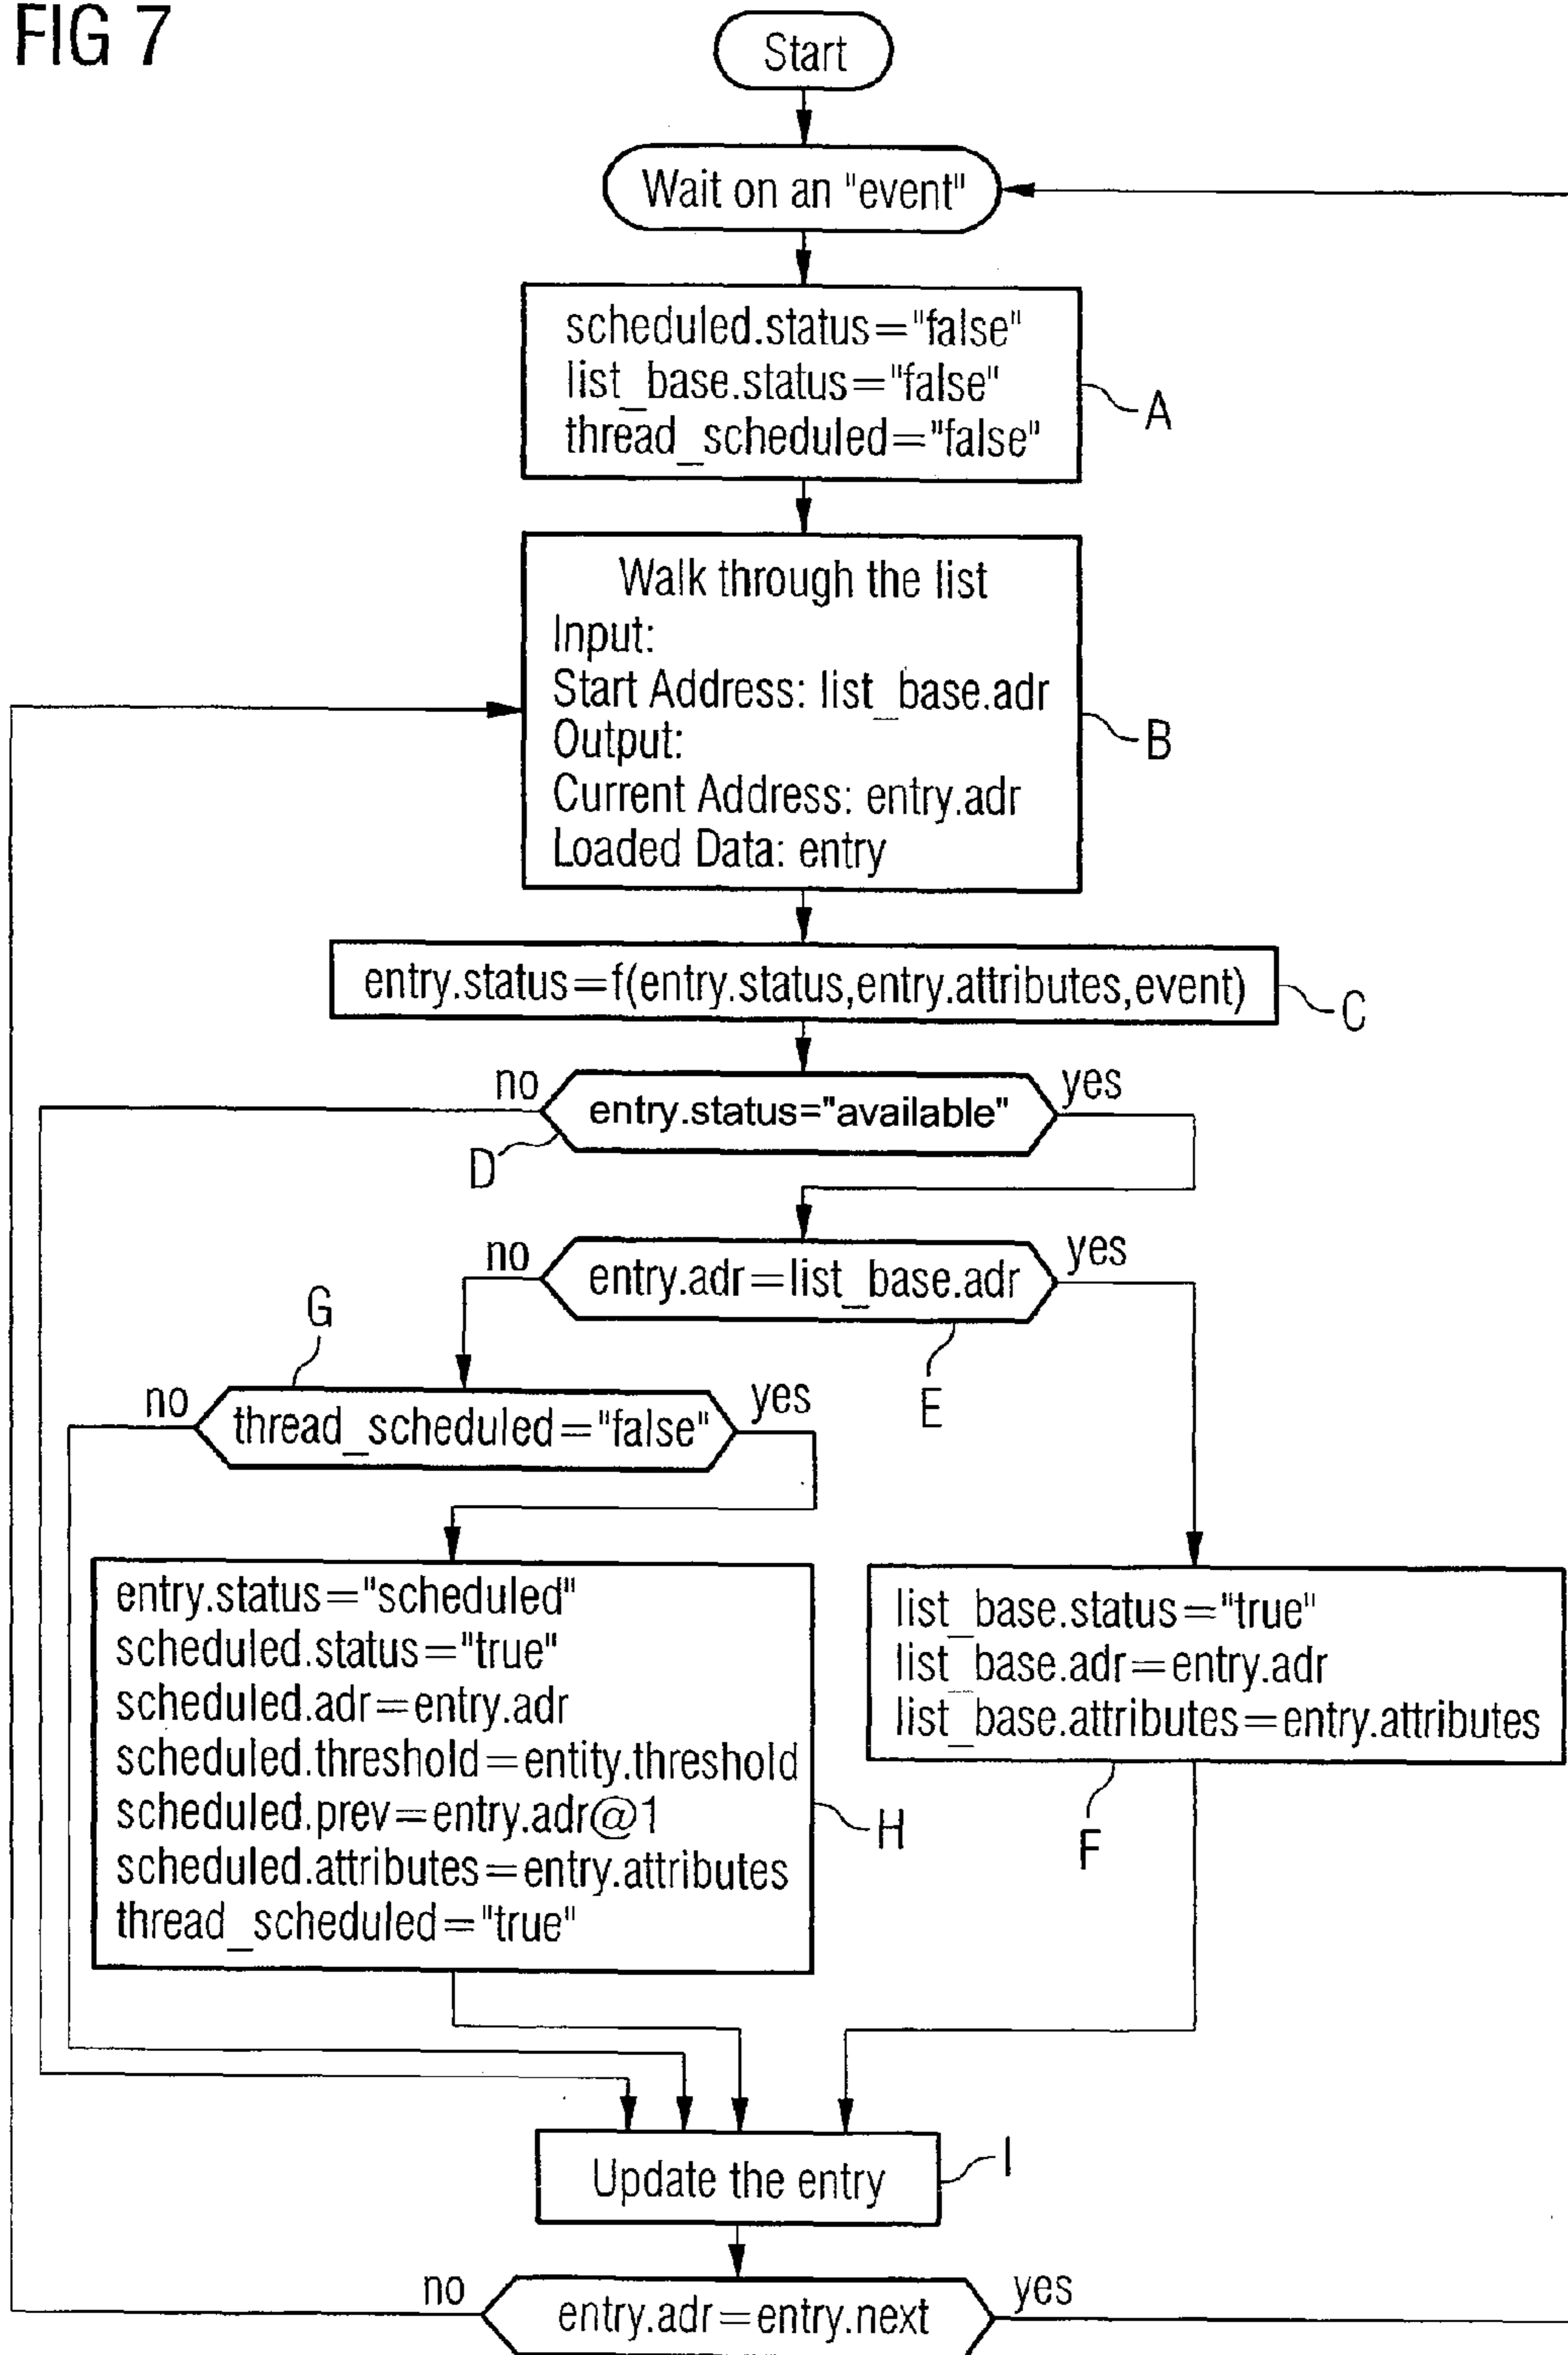 FIG 7
Start
Wait on an "event"
scheduled.status="false"
list_base.status="false"
thread_scheduled="false"
A
Walk through the list
Input:
Start Address: list_base.adr
Output:
Current Address: entry.adr
Loaded Data: entry
B
entry.status=f(entry.status,entry.attributes,event)
C
no
entry.status="available"
yes
D
no
entry.adr=list_base.adr
yes
E
G
no
thread_scheduled="false"
yes
entry.status="scheduled"
scheduled.status="true"
scheduled.adr=entry.adr
scheduled.threshold=entity.threshold
scheduled.prev=entry.adr@1
scheduled.attributes=entry.attributes
thread_scheduled="true"
H
list_base.status="true"
list_base.adr=entry.adr
list_base.attributes=entry.attributes
F
Update the entry
I
no
entry.adr=entry.next
yes